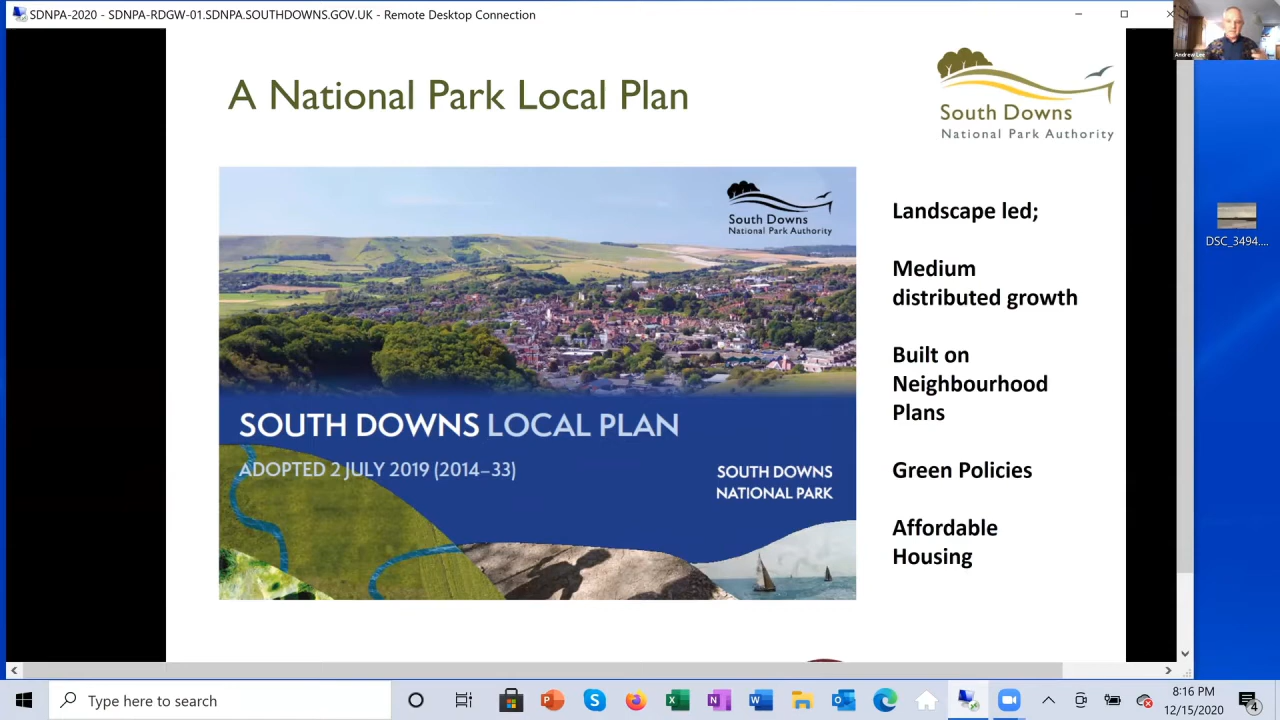 SDNPA-2020 - SDNPA-RDGW-01.SDNPA.SOUTHDOWNS.GOV.UK - Remote Desktop Connection
Andrew Lee
A National Park Local Plan
South Downs
National Park Authority
South Downs
National Park Authority
SOUTH DOWNS LOCAL PLAN
ADOPTED 2 JULY 2019 (2014–33)
SOUTH DOWNS
NATIONAL PARK
Landscape led;
Medium
distributed growth
Built on
Neighbourhood
Plans
Green Policies
Affordable
Housing
DSC_3494....
Type here to search
8:16 PM
12/15/2020
4